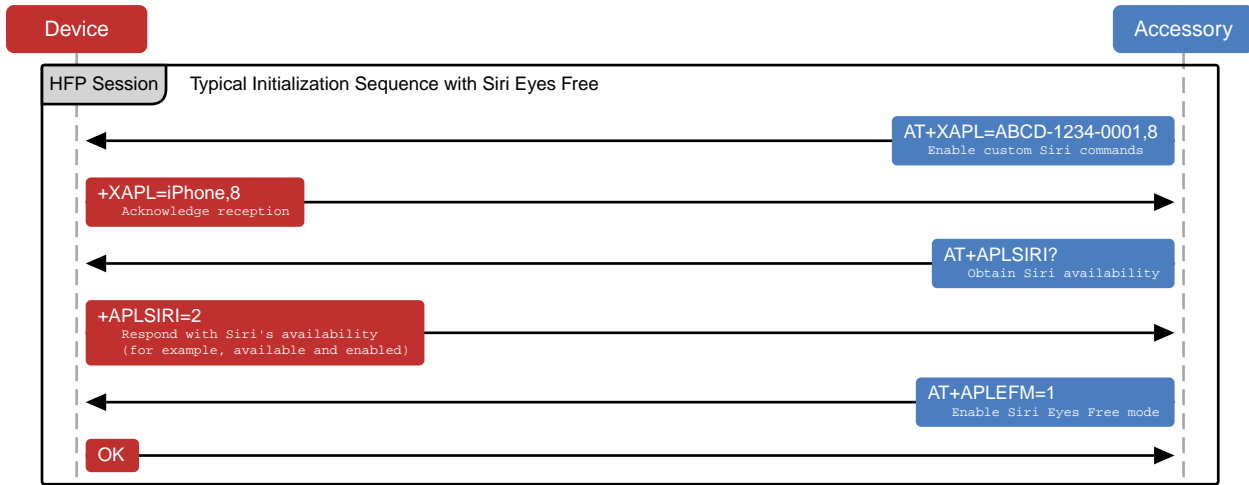 Device
Accessory
HFP Session
Typical Initialization Sequence with Siri Eyes Free
AT+XAPL=ABCD-1234-0001,8
Enable custom Siri commands
+XAPL=iPhone,8
Acknowledge reception
AT+APLSIRI?
Obtain Siri availability
+APLSIRI=2
Respond with Siri's availability
(for example, available and enabled)
AT+APLEFM=1
Enable Siri Eyes Free mode
OK